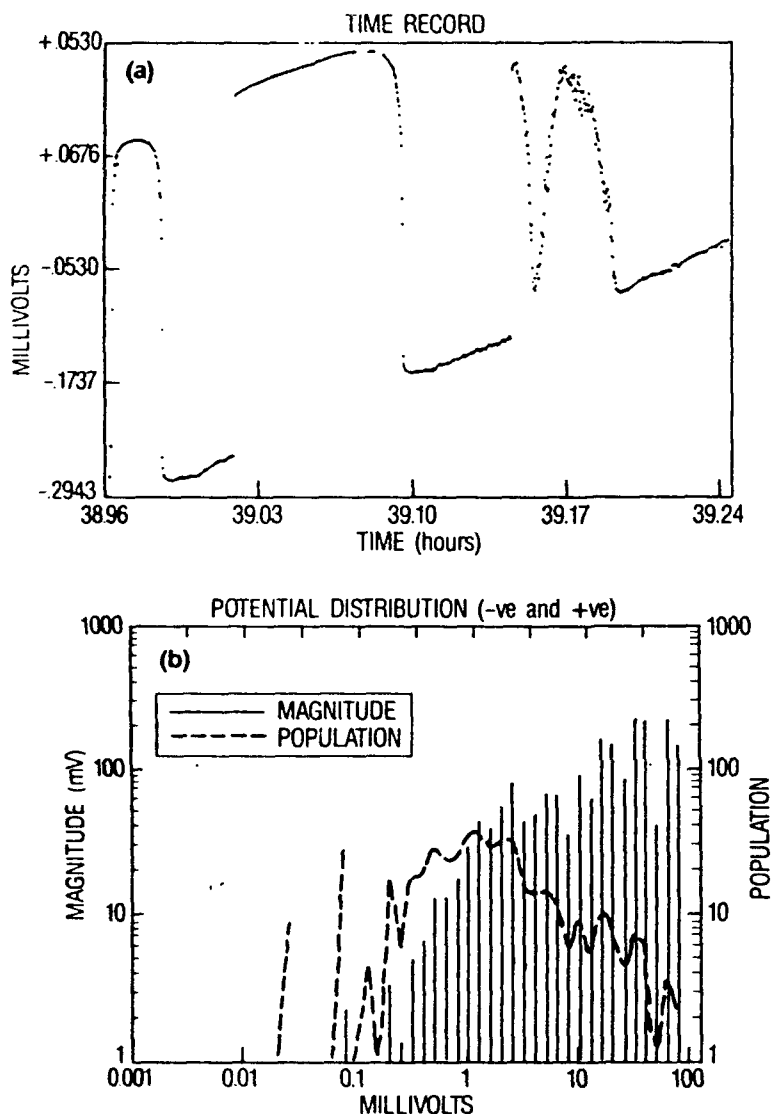 TIME RECORD
+.0530
(a)
+.0676
-.0530
-.1737
-.2943
MILLIVOLTS
38.96 39.03 39.10 39.17 39.24
TIME (hours)
POTENTIAL DISTRIBUTION (-ve and +ve)
1000 1000
(b)
MAGNITUDE
POPULATION
100 100
10 10
1 1
MAGNITUDE (mV)
POPULATION
0.001 0.01 0.1 1 10 100
MILLIVOLTS